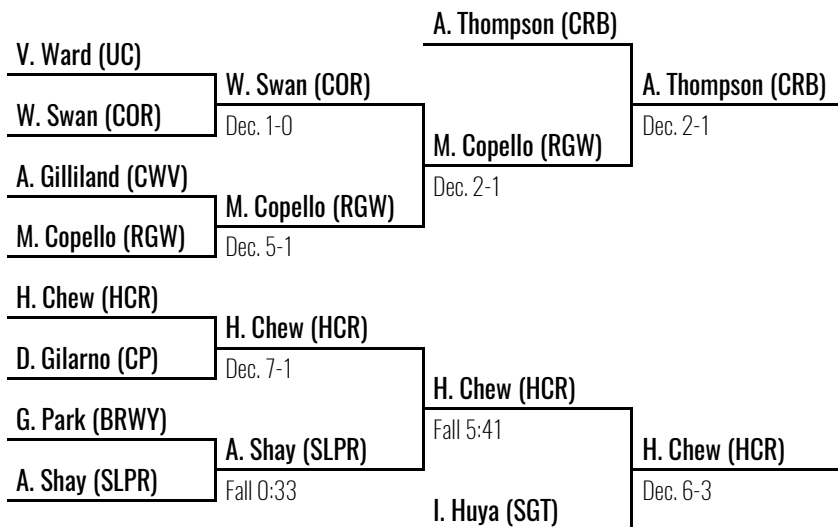 A. Thompson (CRB)
V. Ward (UC)
W. Swan (COR)
A. Thompson (CRB)
W. Swan (COR)
Dec. 1-0
Dec. 2-1
M. Copello (RGW)
A. Gilliland (CWV)
Dec. 2-1
M. Copello (RGW)
M. Copello (RGW)
Dec. 5-1
H. Chew (HCR)
H. Chew (HCR)
D. Gilarno (CP)
Dec. 7-1
H. Chew (HCR)
G. Park (BRWY)
Fall 5:41
A. Shay (SLPR)
H. Chew (HCR)
A. Shay (SLPR)
Fall 0:33
Dec. 6-3
I. Huya (SGT)